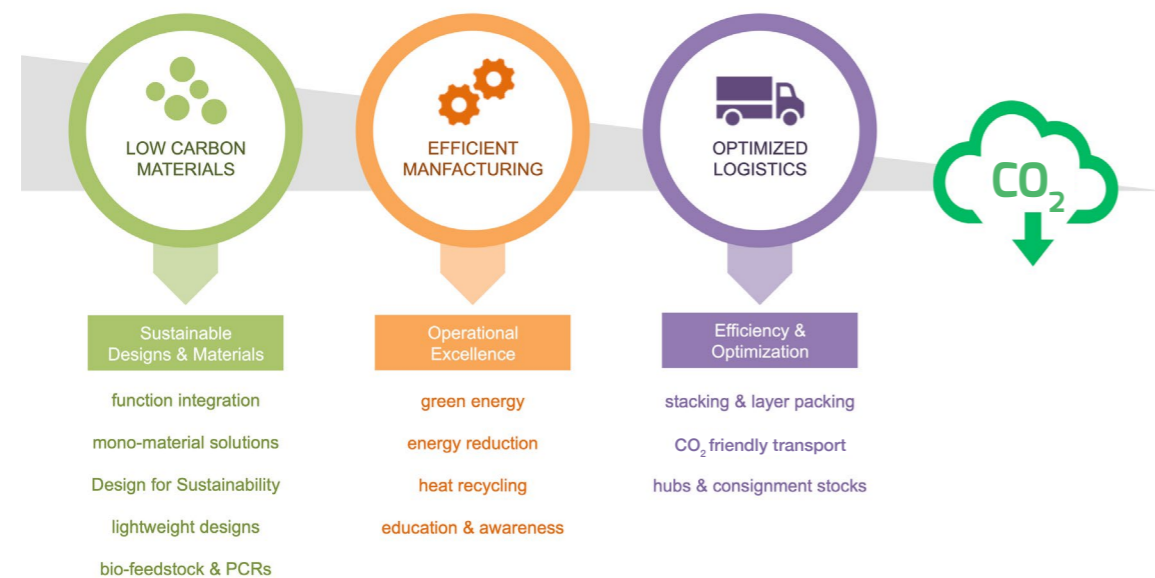 LOW CARBON
MATERIALS
EFFICIENT
MANFACTURING
OPTIMIZED
LOGISTICS
CO2
Sustainable
Designs & Materials
function integration
mono-material solutions
Design for Sustainability
lightweight designs
bio-feedstock & PCRs
Operational
Excellence
green energy
energy reduction
heat recycling
education & awareness
Efficiency &
Optimization
stacking & layer packing
CO2 friendly transport
hubs & consignment stocks